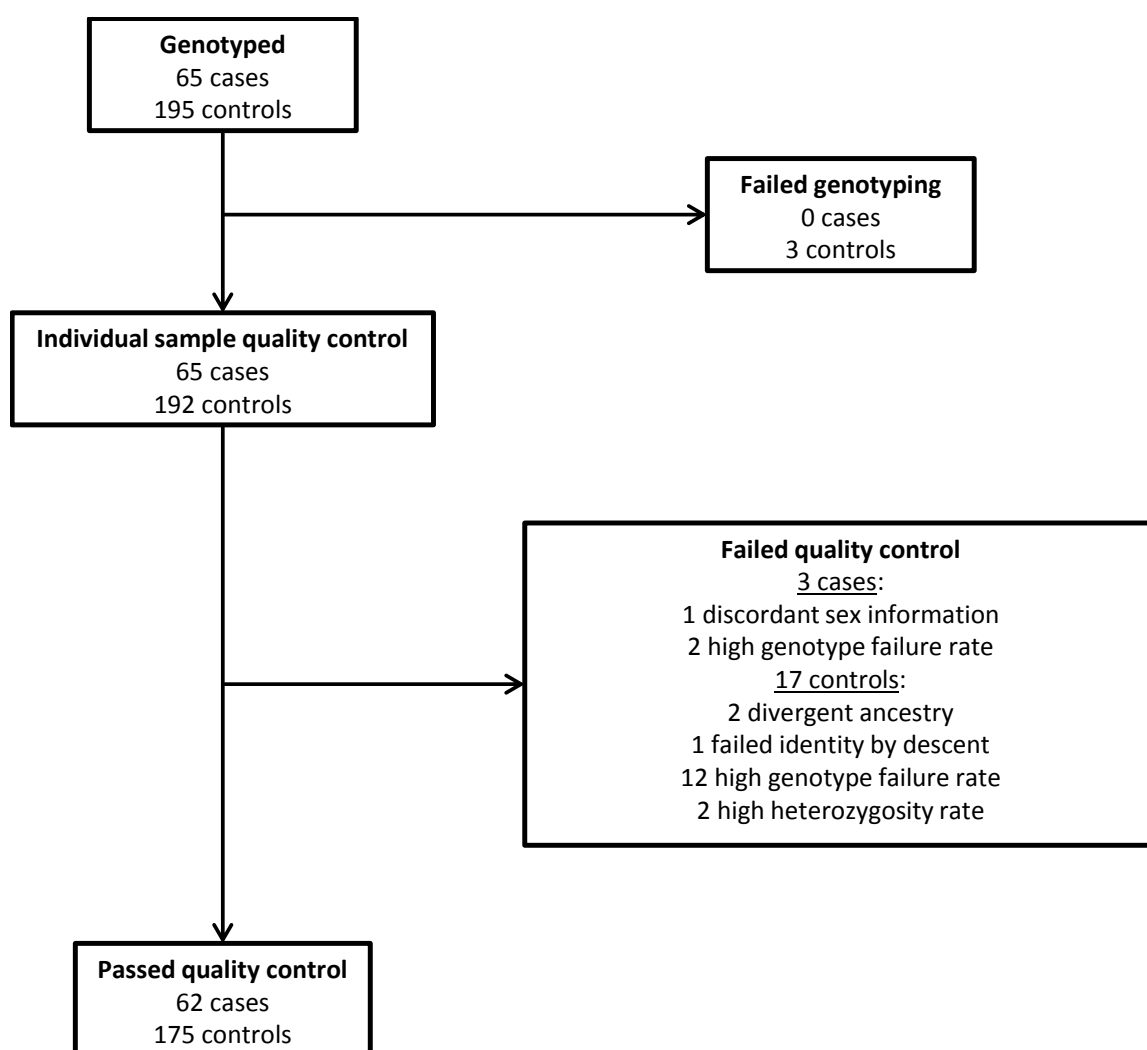 Genotyped
65 cases
195 controls
Failed genotyping
0 cases
3 controls
Individual sample quality control
65 cases
192 controls
Failed quality control
3 cases:
1 discordant sex information
2 high genotype failure rate
17 controls:
2 divergent ancestry
1 failed identity by descent
12 high genotype failure rate
2 high heterozygosity rate
Passed quality control
62 cases
175 controls